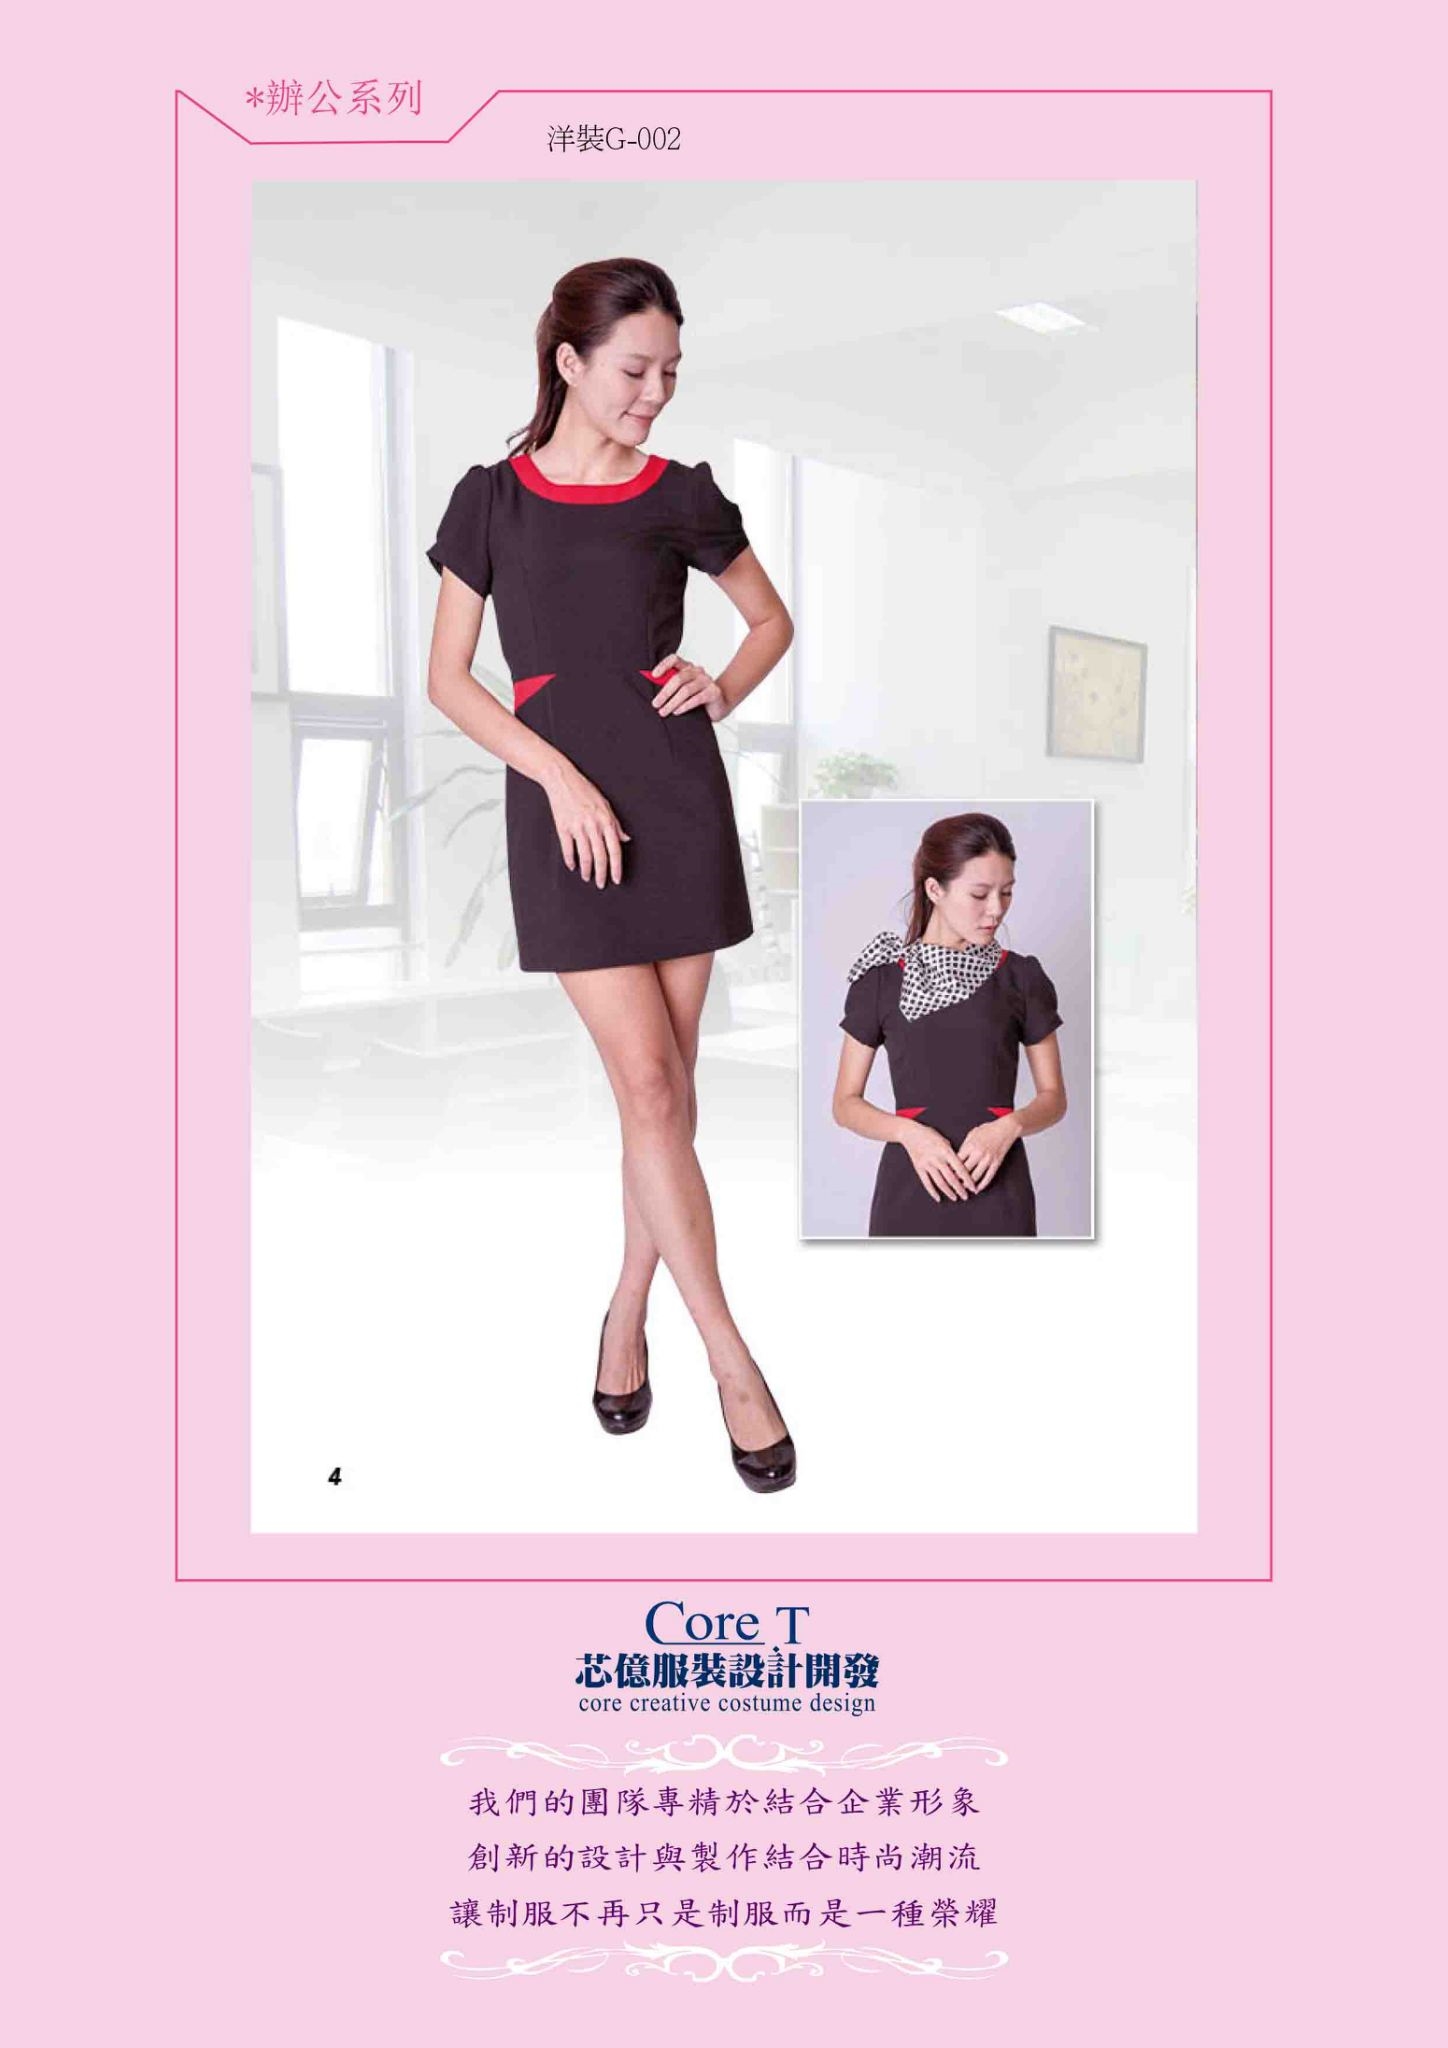 *辦公系列
洋裝G-002
4
Core T
芯億服裝設計開發
core creative costume design
我們的團隊專精於結合企業形象
創新的設計與製作結合時尚潮流
讓制服不再只是制服而是一種榮耀